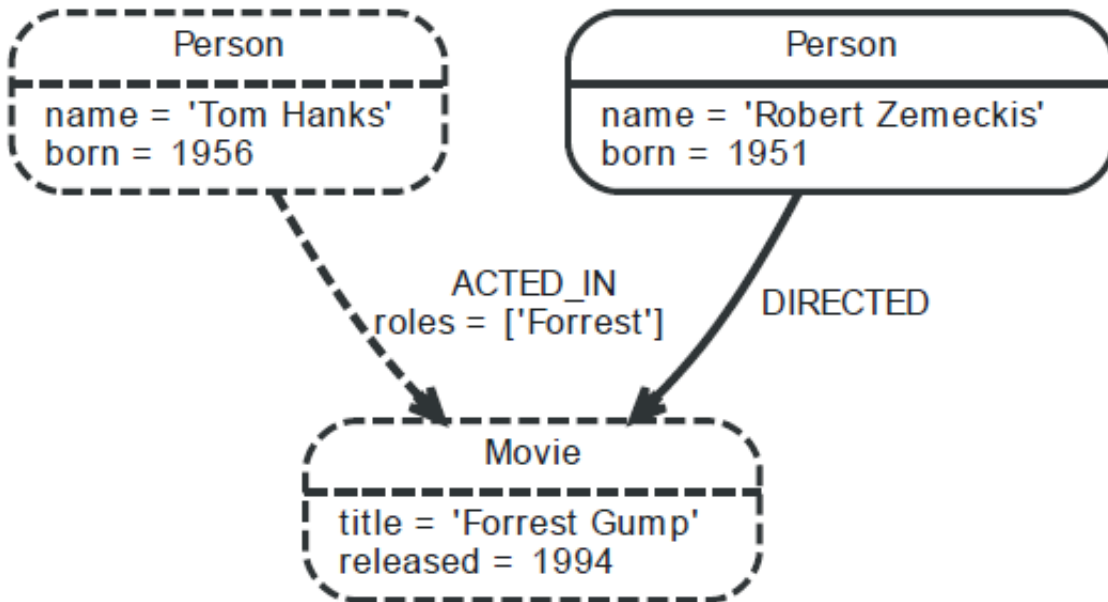 Person
name = 'Tom Hanks'
born = 1956
Person
name = 'Robert Zemeckis'
born = 1951
ACTED_IN
roles = ['Forrest']
DIRECTED
Movie
title = 'Forrest Gump'
released = 1994